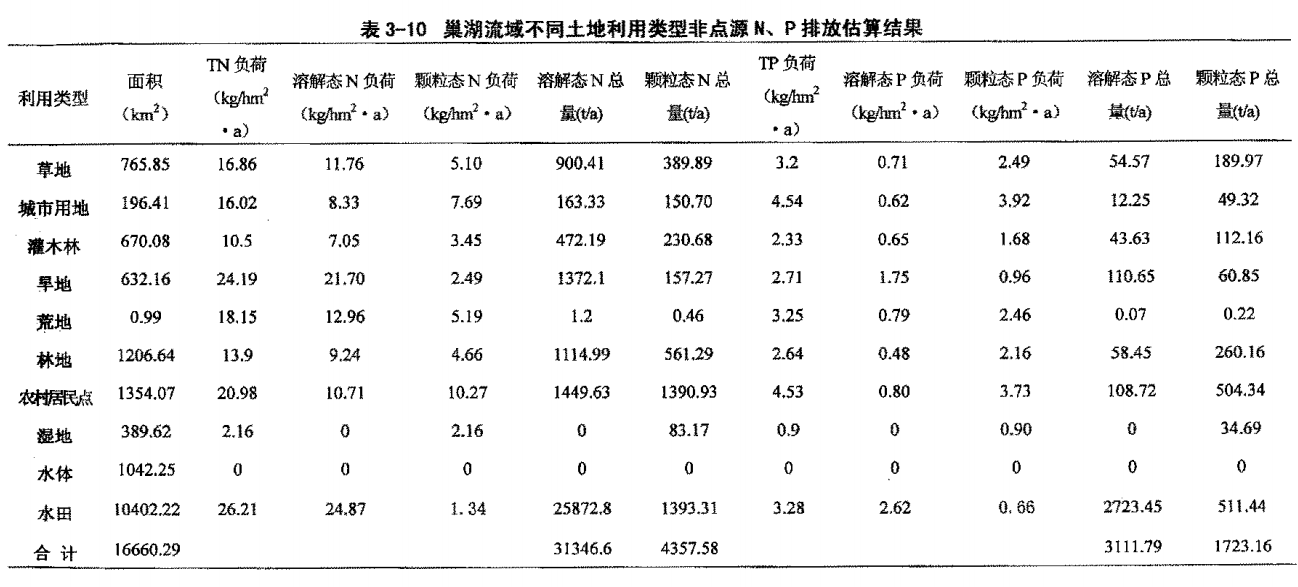 表 3-10 巢湖流域不同土地利用类型非点源 N、P 排放估算结果
利用类型 面积（km²） TN 负荷（kg/hm²·a） 溶解态 N 负荷（kg/hm²·a） 颗粒态 N 负荷（kg/hm²·a） 溶解态 N 总量(t/a) 颗粒态 N 总量(t/a) TP 负荷（kg/hm²·a） 溶解态 P 负荷（kg/hm²·a） 颗粒态 P 负荷（kg/hm²·a） 溶解态 P 总量(t/a) 颗粒态 P 总量(t/a)
草地 765.85 16.86 11.76 5.10 900.41 389.89 3.2 0.71 2.49 54.57 189.97
城市用地 196.41 16.02 8.33 7.69 163.33 150.70 4.54 0.62 3.92 12.25 49.32
灌木林 670.08 10.5 7.05 3.45 472.19 230.68 2.33 0.65 1.68 43.63 112.16
旱地 632.16 24.19 21.70 2.49 1372.1 157.27 2.71 1.75 0.96 110.65 60.85
荒地 0.99 18.15 12.96 5.19 1.2 0.46 3.25 0.79 2.46 0.07 0.22
林地 1206.64 13.9 9.24 4.66 1114.99 561.29 2.64 0.48 2.16 58.45 260.16
农村居民点 1354.07 20.98 10.71 10.27 1449.63 1390.93 4.53 0.80 3.73 108.72 504.34
湿地 389.62 2.16 0 2.16 0 83.17 0.9 0 0.90 0 34.69
水体 1042.25 0 0 0 0 0 0 0 0 0 0
水田 10402.22 26.21 24.87 1.34 25872.8 1393.31 3.28 2.62 0.66 2723.45 511.44
合 计 16660.29 31346.6 4357.58 3111.79 1723.16